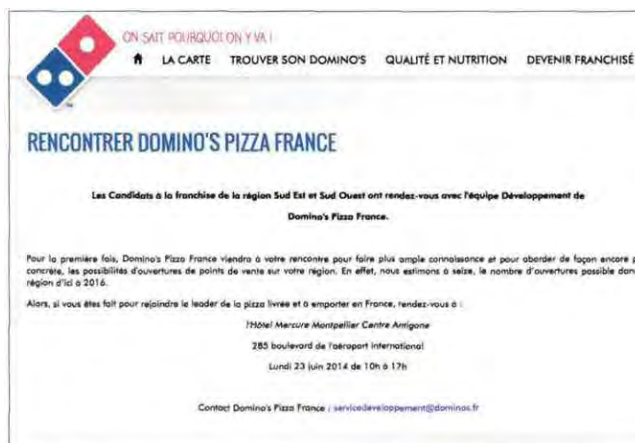 ON SAIT POURQUOI ON Y VA !
LA CARTE TROUVER SON DOMINO'S QUALITÉ ET NUTRITION DEVENIR FRANCHISÉ
RENCONTRER DOMINO'S PIZZA FRANCE
Les Candidats à la franchise de la région Sud Est et Sud Ouest ont rendez-vous avec l'équipe Développement de
Domino's Pizza France.
Pour la première fois, Domino's Pizza France viendra à votre rencontre pour faire plus ample connaissance et pour aborder de façon encore
concrète, les possibilités d'ouvertures de points de vente sur votre région. En effet, nous estimons à seize, le nombre d'ouvertures possible
région d'ici à 2016.
Alors, si vous êtes fait pour rejoindre le leader de la pizza livrée et à emporter en France, rendez-vous à :
l'Hôtel Mercure Montpellier Centre Antigone
285 boulevard de l'aéroport international
Lundi 23 juin 2014 de 10h à 17h
Contact Domino's Pizza France : servicedeveloppement@dominos.fr